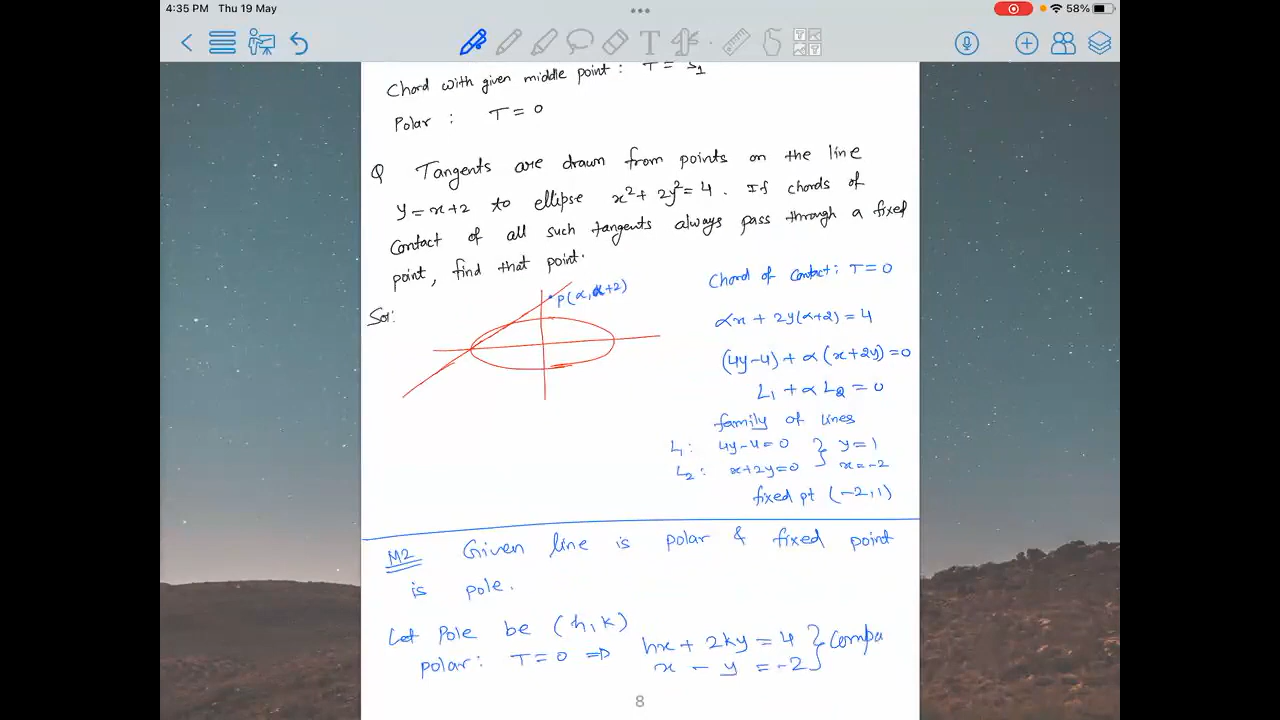 4:35 PM Thu 19 May
58%
Chord with given middle point : T = S₁
Polar : T = 0
Q Tangents are drawn from points on the line
y = x+2 to ellipse x² + 2y² = 4 . If chords of
contact of all such tangents always pass through a fixed
point, find that point.
Sol:
P(α, α+2)
Chord of contact : T = 0
αx + 2y(α+2) = 4
(4y-4) + α(x+2y) = 0
L₁ + αL₂ = 0
family of lines
L₁: 4y-4=0 } y=1
L₂: x+2y=0 } x=-2
fixed pt (-2,1)
M2 Given line is polar & fixed point
is pole.
Let Pole be (h,k)
polar: T=0 ⇒ hx + 2ky = 4 } Compa
x - y = -2
8